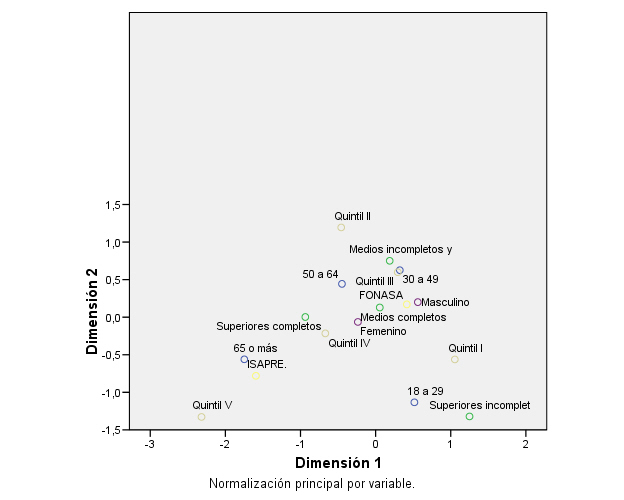 1,5
1,0
0,5
0,0
-0,5
-1,0
-1,5
Dimensión 2
Quintil II
Medios incompletos y
50 a 64
Quintil III
30 a 49
FONASA
Masculino
Superiores completos
Medios completos
Femenino
Quintil IV
65 o más
ISAPRE.
Quintil I
18 a 29
Quintil V
Superiores incomplet
-3 -2 -1 0 1 2
Dimensión 1
Normalización principal por variable.